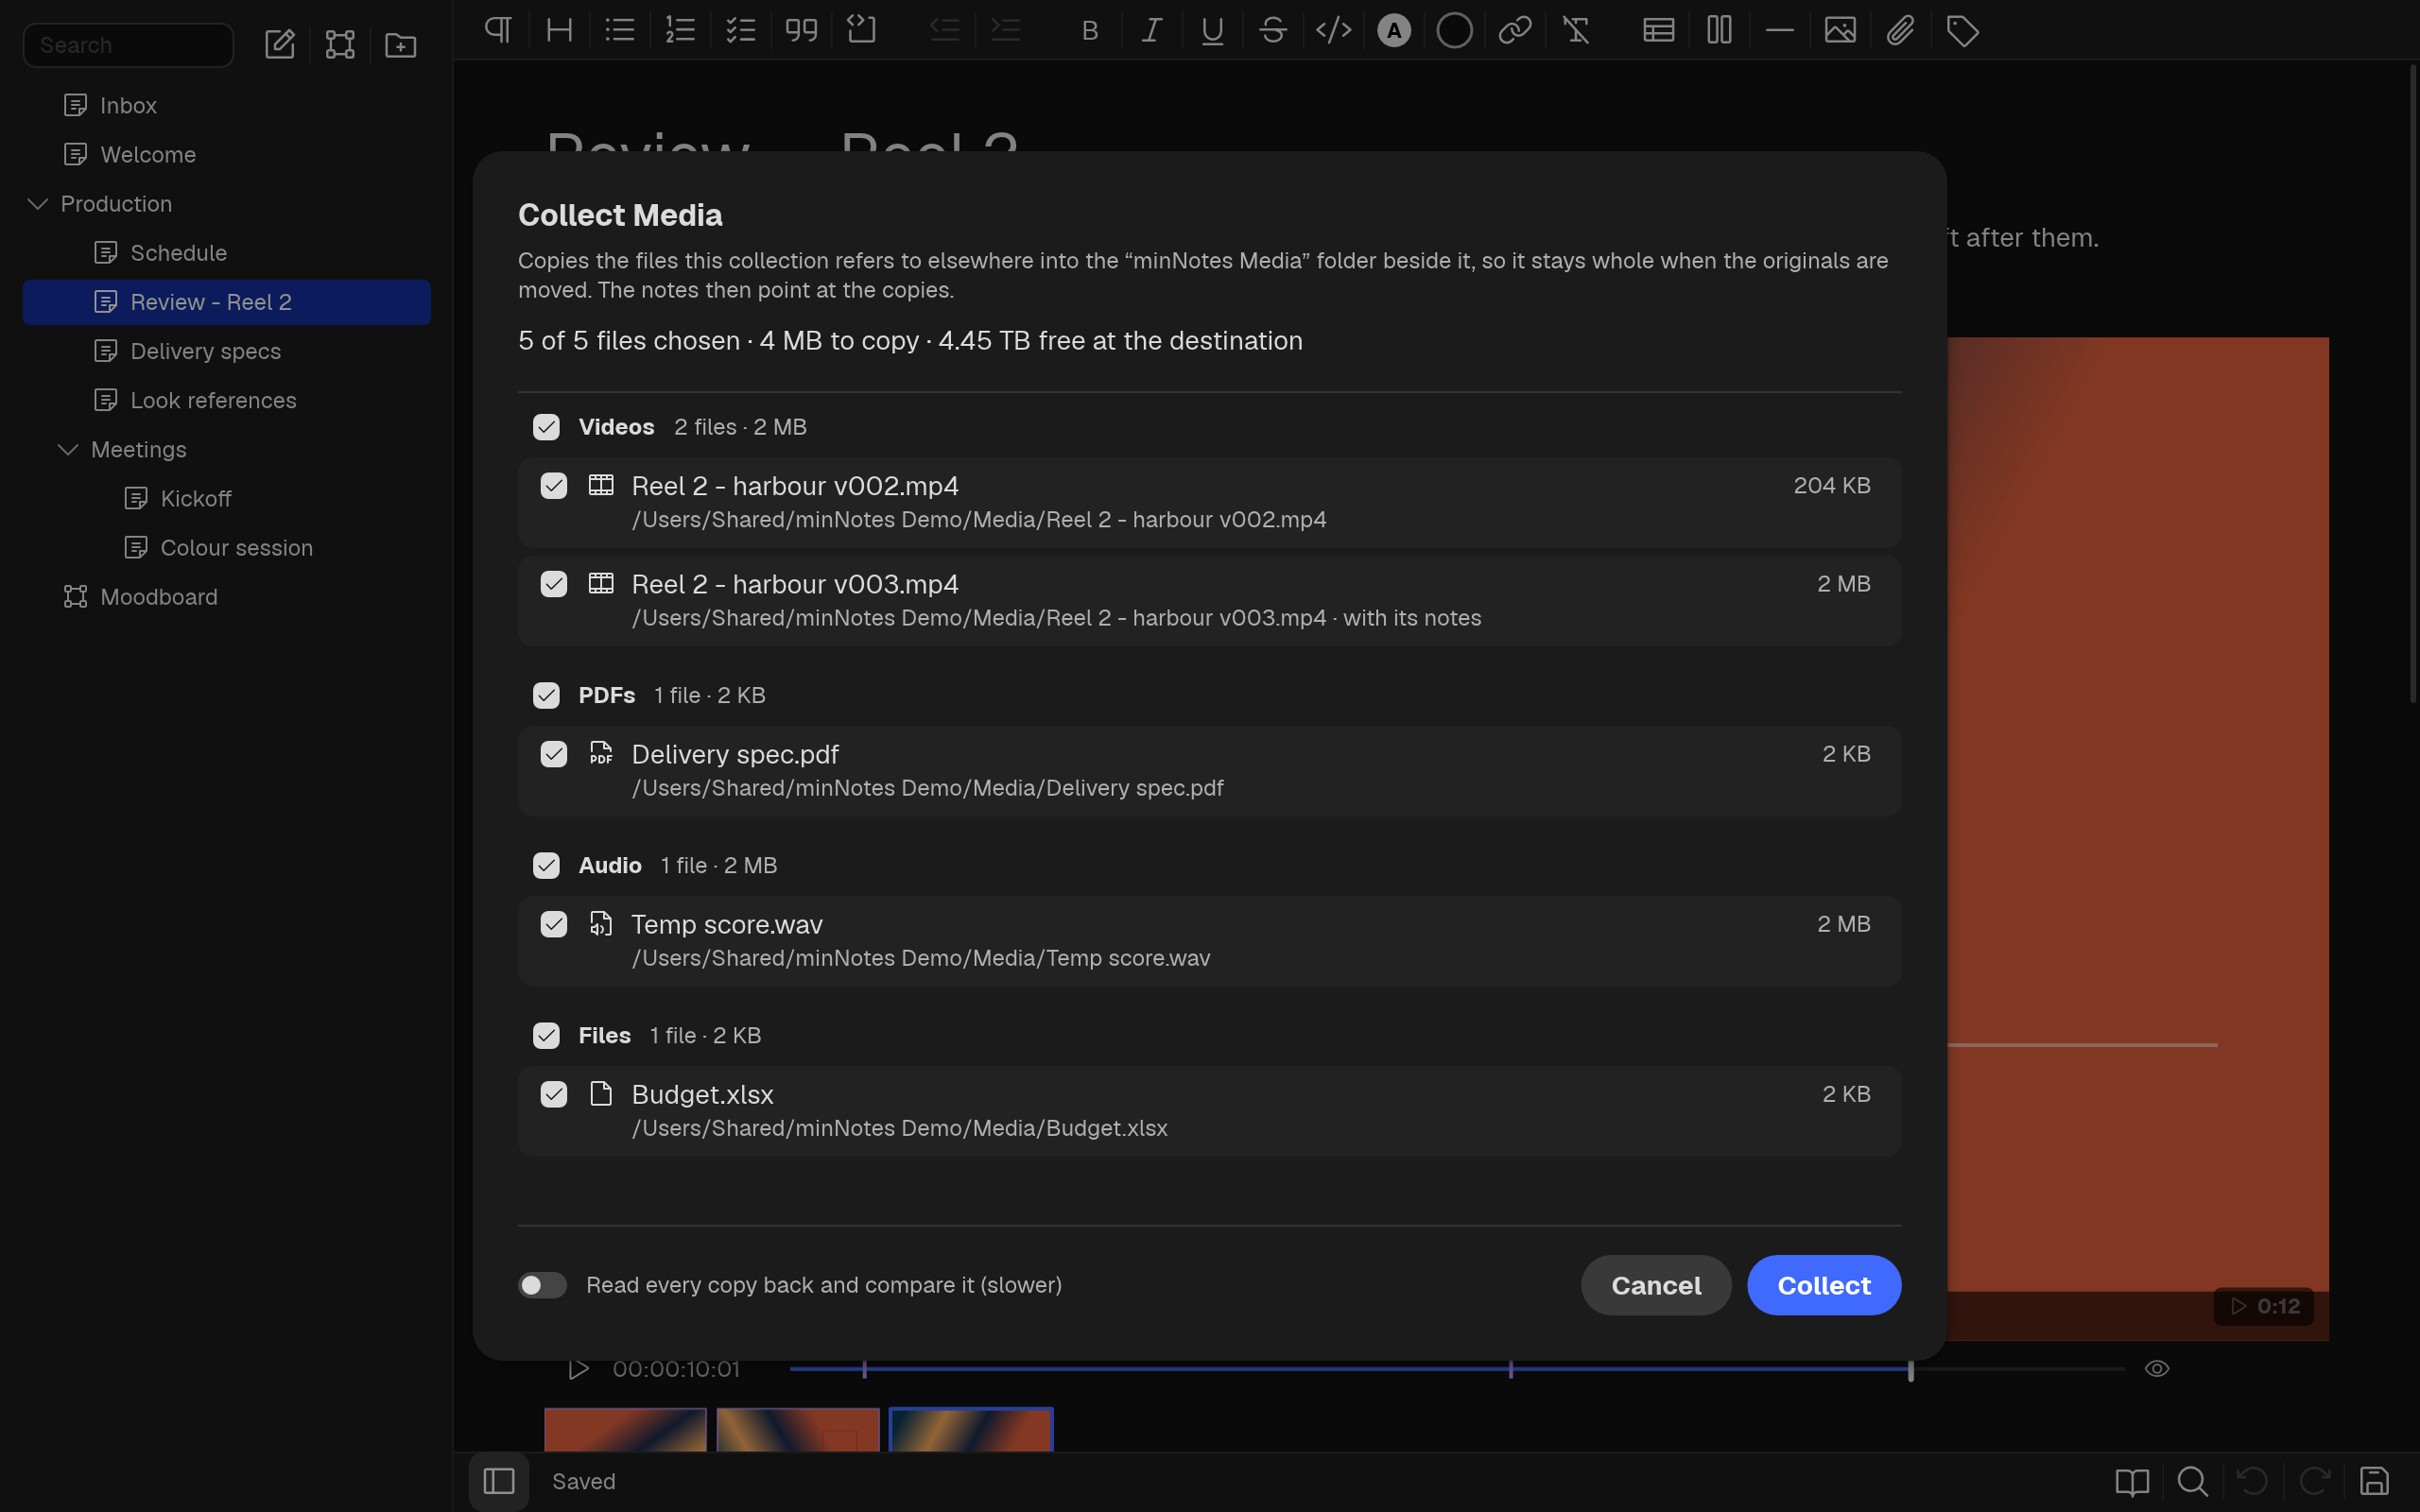 Search
Inbox
Welcome
Production
Schedule
Review - Reel 2
Delivery specs
Look references
Meetings
Kickoff
Colour session
Moodboard
B
A
Review
Reel 2
after them.
Collect Media
Copies the files this collection refers to elsewhere into the “minNotes Media” folder beside it, so it stays whole when the originals are
moved. The notes then point at the copies.
5 of 5 files chosen · 4 MB to copy · 4.45 TB free at the destination
Videos 2 files · 2 MB
Reel 2 - harbour v002.mp4 204 KB
/Users/Shared/minNotes Demo/Media/Reel 2 - harbour v002.mp4
Reel 2 - harbour v003.mp4 2 MB
/Users/Shared/minNotes Demo/Media/Reel 2 - harbour v003.mp4 · with its notes
PDFs 1 file · 2 KB
PDF
Delivery spec.pdf 2 KB
/Users/Shared/minNotes Demo/Media/Delivery spec.pdf
Audio 1 file · 2 MB
Temp score.wav 2 MB
/Users/Shared/minNotes Demo/Media/Temp score.wav
Files 1 file · 2 KB
Budget.xlsx 2 KB
/Users/Shared/minNotes Demo/Media/Budget.xlsx
Read every copy back and compare it (slower)
Cancel
Collect
0:12
00:00:10:01
Saved